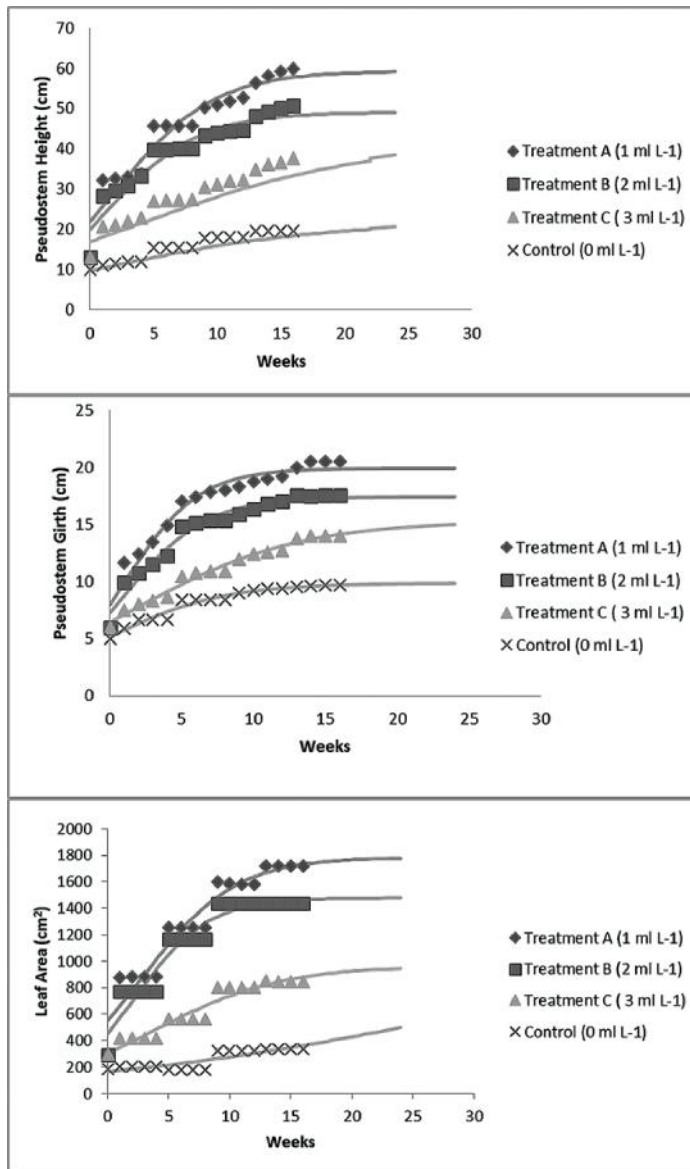 70
60
50
40
30
20
10
0
Pseudostem Height (cm)
0 5 10 15 20 25 30
Weeks
Treatment A (1 ml L-1)
Treatment B (2 ml L-1)
Treatment C ( 3 ml L-1)
Control (0 ml L-1)
25
20
15
10
5
0
Pseudostem Girth (cm)
0 5 10 15 20 25 30
Weeks
Treatment A (1 ml L-1)
Treatment B (2 ml L-1)
Treatment C ( 3 ml L-1)
Control (0 ml L-1)
2000
1800
1600
1400
1200
1000
800
600
400
200
0
Leaf Area (cm²)
0 5 10 15 20 25 30
Weeks
Treatment A (1 ml L-1)
Treatment B (2 ml L-1)
Treatment C ( 3 ml L-1)
Control (0 ml L-1)